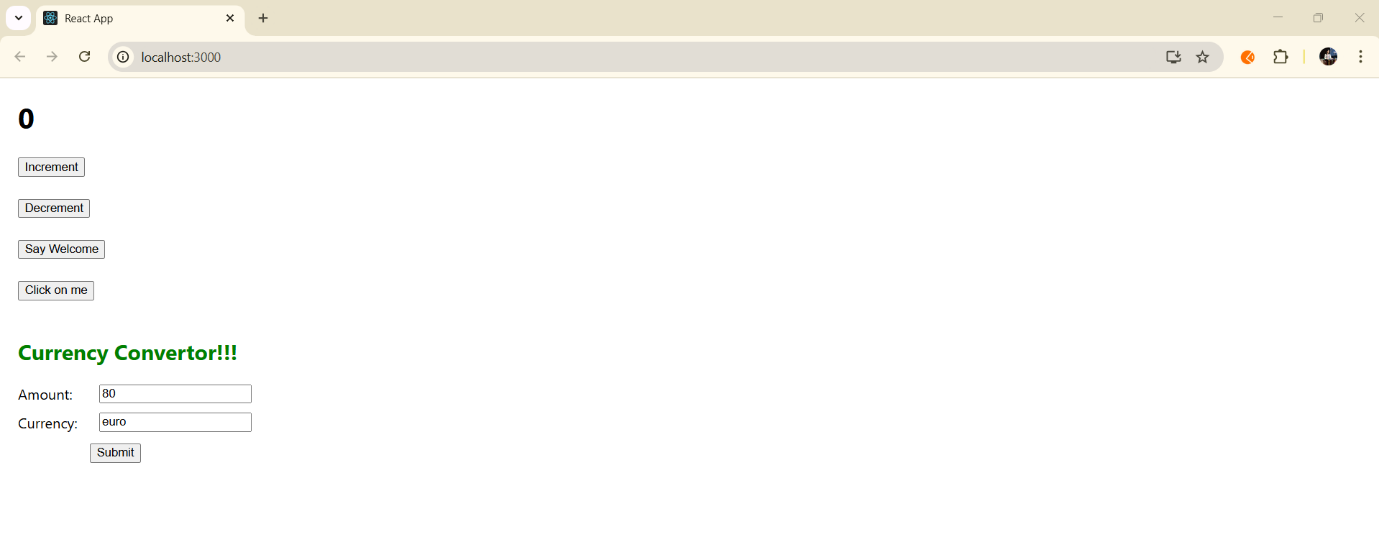 React App
localhost:3000
0
Increment
Decrement
Say Welcome
Click on me
Currency Convertor!!!
Amount: 80
Currency: euro
Submit